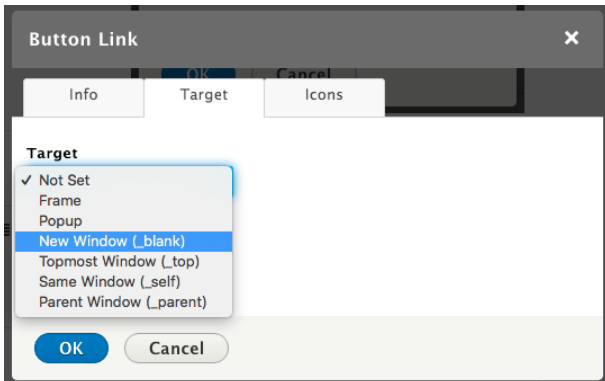 Button Link
×
OK Cancel
Info Target Icons
Target
✓ Not Set
Frame
Popup
New Window (_blank)
Topmost Window (_top)
Same Window (_self)
Parent Window (_parent)
OK Cancel